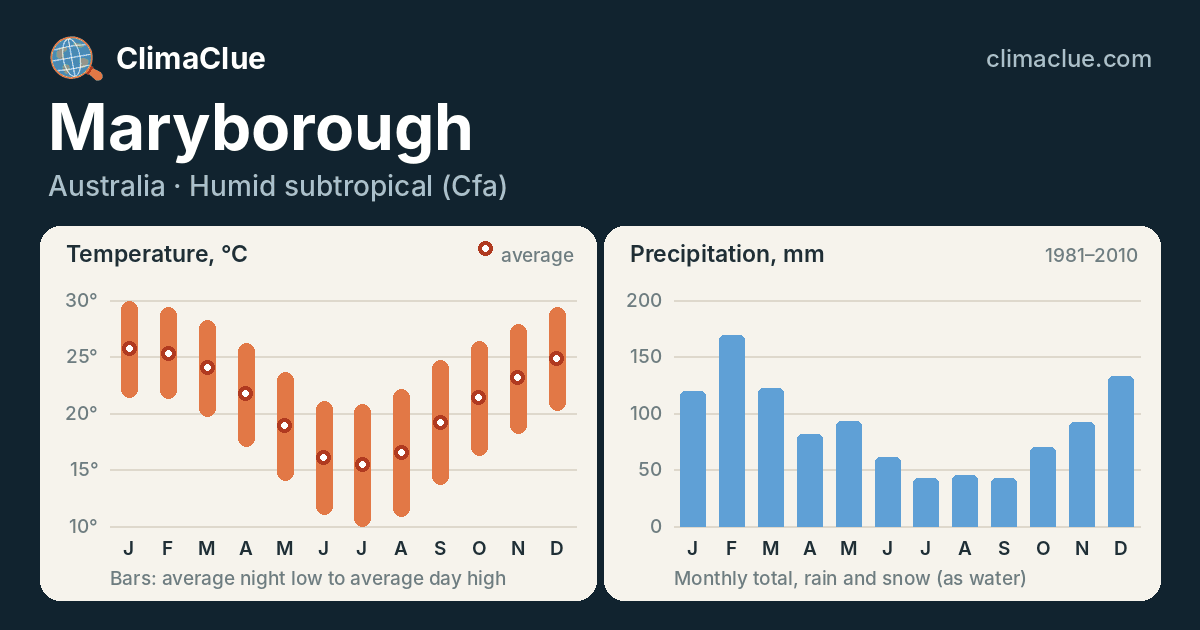 ClimaClue
climaclue.com
Maryborough
Australia · Humid subtropical (Cfa)
Temperature, °C
average
30°
25°
20°
15°
10°
J F M A M J J A S O N D
Bars: average night low to average day high
Precipitation, mm
1981–2010
200
150
100
50
0
J F M A M J J A S O N D
Monthly total, rain and snow (as water)